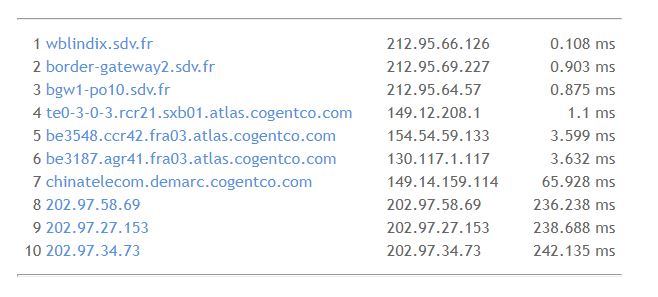 1 wblindix.sdv.fr 212.95.66.126 0.108 ms
2 border-gateway2.sdv.fr 212.95.69.227 0.903 ms
3 bgw1-po10.sdv.fr 212.95.64.57 0.875 ms
4 te0-3-0-3.rcr21.sxb01.atlas.cogentco.com 149.12.208.1 1.1 ms
5 be3548.ccr42.fra03.atlas.cogentco.com 154.54.59.133 3.599 ms
6 be3187.agr41.fra03.atlas.cogentco.com 130.117.1.117 3.632 ms
7 chinatelecom.demarc.cogentco.com 149.14.159.114 65.928 ms
8 202.97.58.69 202.97.58.69 236.238 ms
9 202.97.27.153 202.97.27.153 238.688 ms
10 202.97.34.73 202.97.34.73 242.135 ms